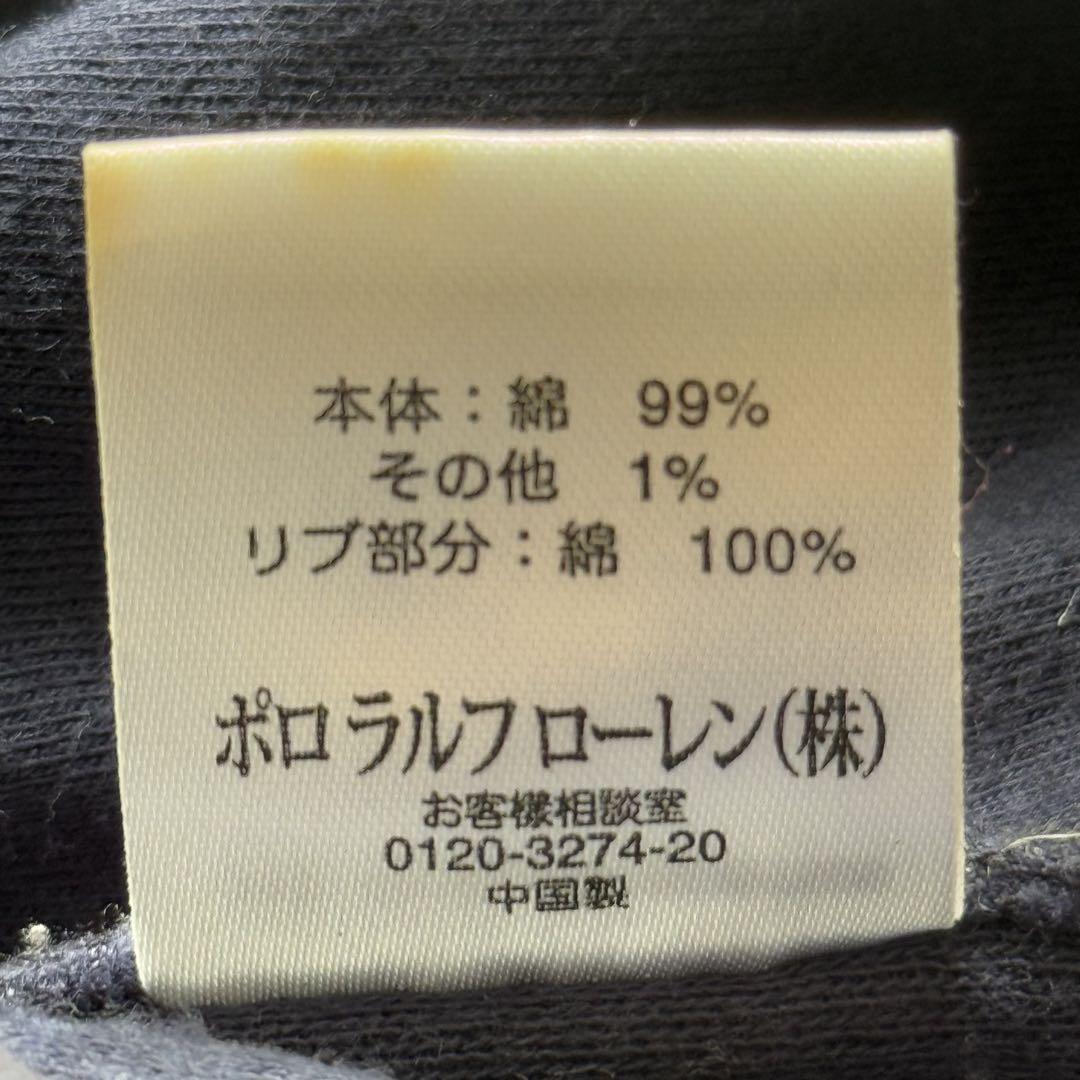 本体：綿　99%
その他　1%
リブ部分：綿　100%
ポロ ラルフ ローレン(株)
お客様相談室
0120-3274-20
中国製